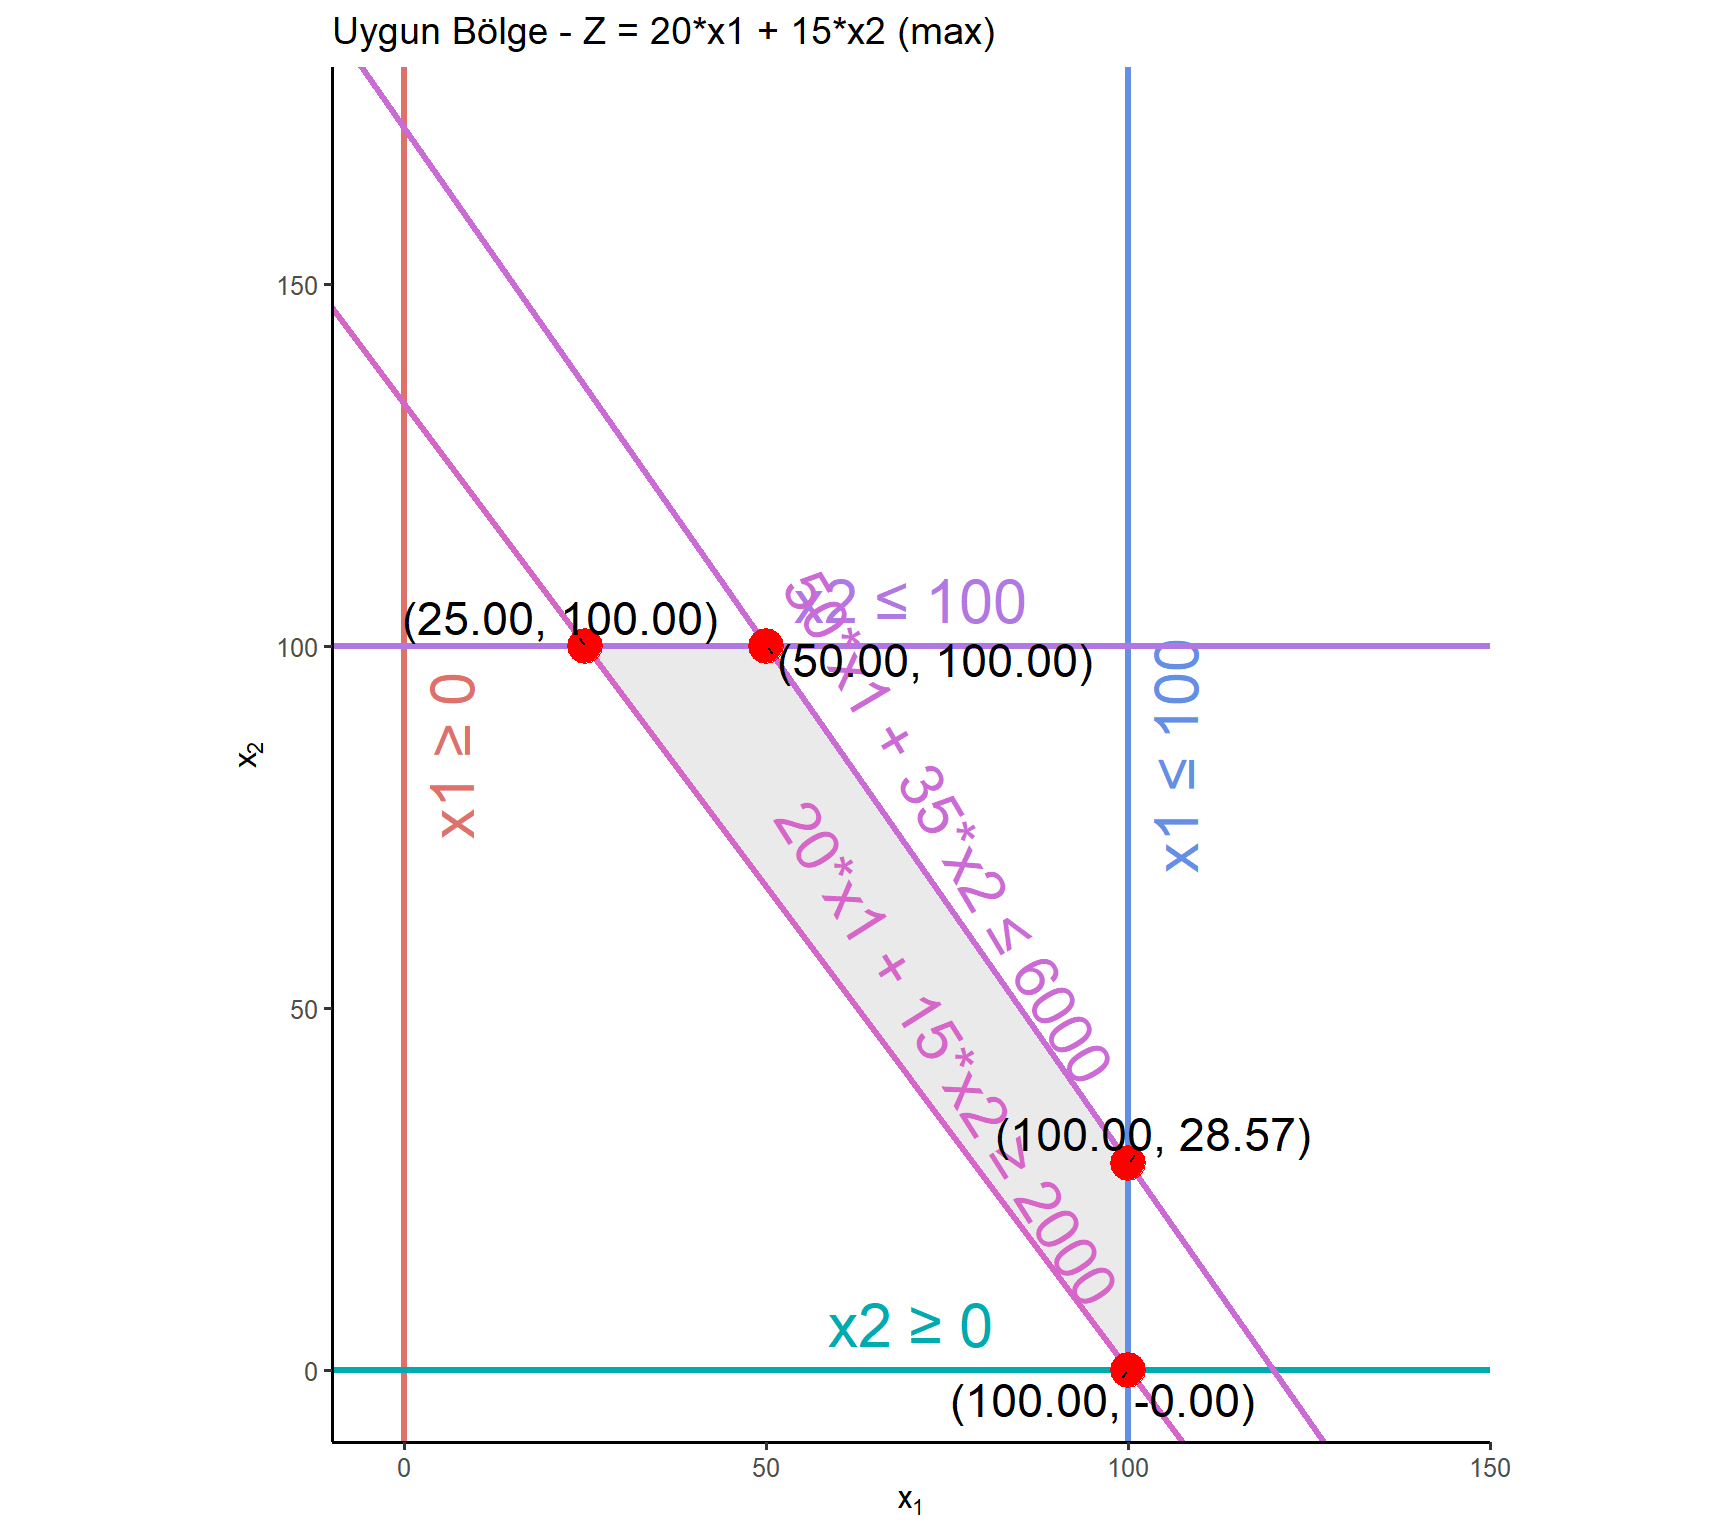 Uygun Bölge - Z = 20*x1 + 15*x2 (max)
150
100
50
0
x2
(25.00, 100.00)
x2 ≤ 100
(50.00, 100.00)
x1 ≥ 0
x1 ≤ 100
50*x1 + 35*x2 ≤ 6000
20*x1 + 15*x2 ≥ 2000
(100.00, 28.57)
x2 ≥ 0
(100.00, -0.00)
0
50
100
150
x1